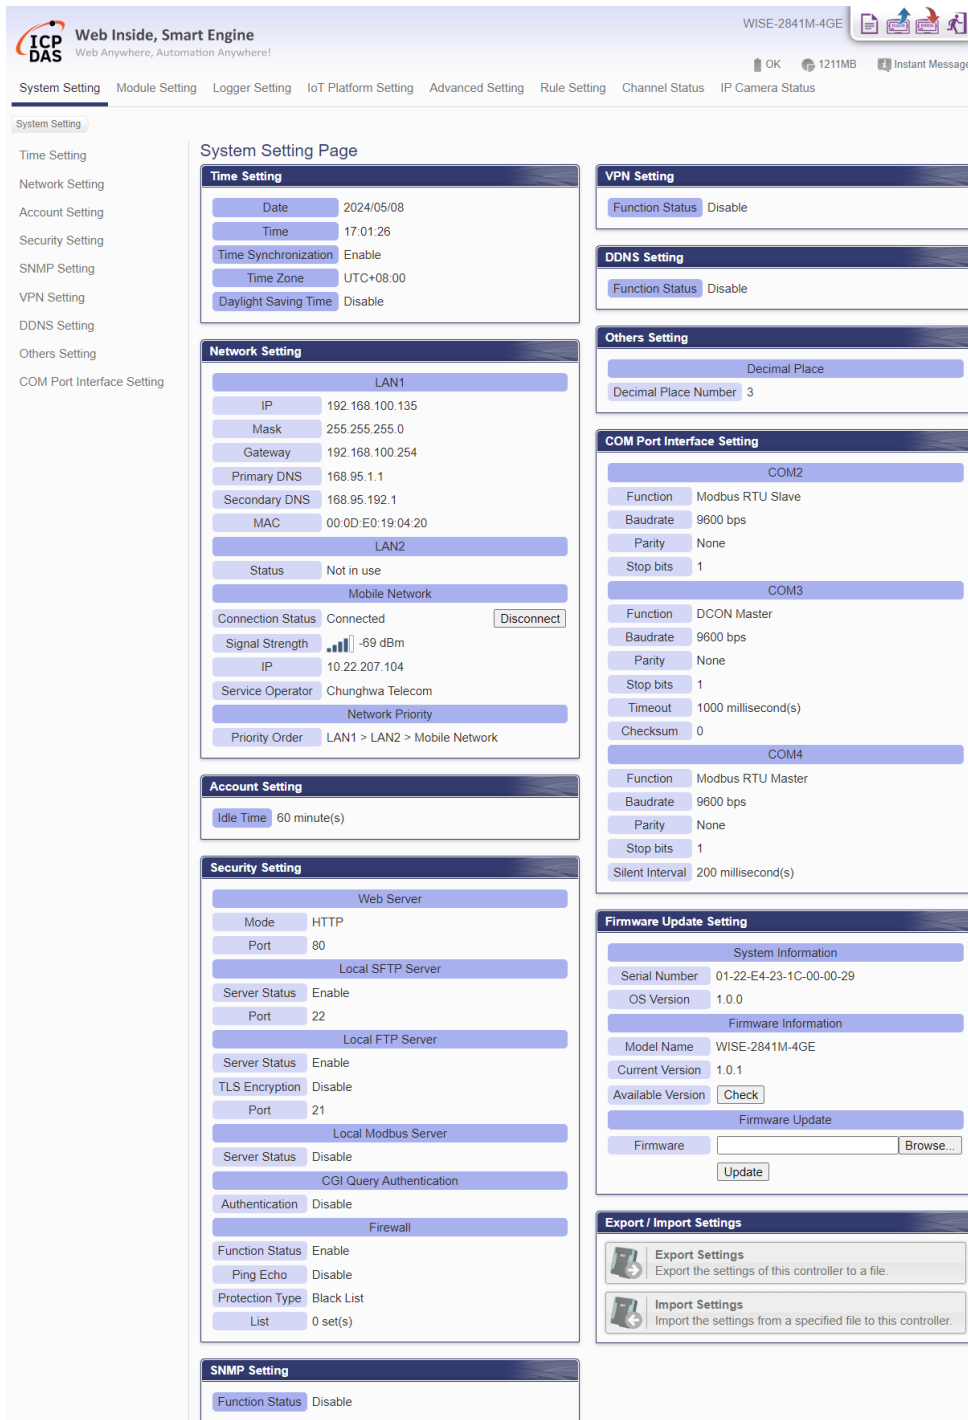 ICP DAS
Web Inside, Smart Engine
Web Anywhere, Automation Anywhere!
WISE-2841M-4GE
OK 1211MB Instant Message
System Setting Module Setting Logger Setting IoT Platform Setting Advanced Setting Rule Setting Channel Status IP Camera Status
System Setting
Time Setting
Network Setting
Account Setting
Security Setting
SNMP Setting
VPN Setting
DDNS Setting
Others Setting
COM Port Interface Setting
System Setting Page
Time Setting
Date 2024/05/08
Time 17:01:26
Time Synchronization Enable
Time Zone UTC+08:00
Daylight Saving Time Disable
Network Setting
LAN1
IP 192.168.100.135
Mask 255.255.255.0
Gateway 192.168.100.254
Primary DNS 168.95.1.1
Secondary DNS 168.95.192.1
MAC 00:0D:E0:19:04:20
LAN2
Status Not in use
Mobile Network
Connection Status Connected Disconnect
Signal Strength -69 dBm
IP 10.22.207.104
Service Operator Chunghwa Telecom
Network Priority
Priority Order LAN1 > LAN2 > Mobile Network
Account Setting
Idle Time 60 minute(s)
Security Setting
Web Server
Mode HTTP
Port 80
Local SFTP Server
Server Status Enable
Port 22
Local FTP Server
Server Status Enable
TLS Encryption Disable
Port 21
Local Modbus Server
Server Status Disable
CGI Query Authentication
Authentication Disable
Firewall
Function Status Enable
Ping Echo Disable
Protection Type Black List
List 0 set(s)
SNMP Setting
Function Status Disable
VPN Setting
Function Status Disable
DDNS Setting
Function Status Disable
Others Setting
Decimal Place
Decimal Place Number 3
COM Port Interface Setting
COM2
Function Modbus RTU Slave
Baudrate 9600 bps
Parity None
Stop bits 1
COM3
Function DCON Master
Baudrate 9600 bps
Parity None
Stop bits 1
Timeout 1000 millisecond(s)
Checksum 0
COM4
Function Modbus RTU Master
Baudrate 9600 bps
Parity None
Stop bits 1
Silent Interval 200 millisecond(s)
Firmware Update Setting
System Information
Serial Number 01-22-E4-23-1C-00-00-29
OS Version 1.0.0
Firmware Information
Model Name WISE-2841M-4GE
Current Version 1.0.1
Available Version Check
Firmware Update
Firmware Browse...
Update
Export / Import Settings
Export Settings
Export the settings of this controller to a file.
Import Settings
Import the settings from a specified file to this controller.